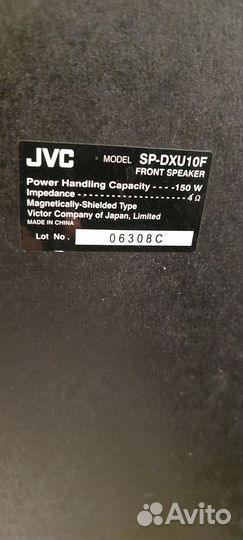 JVC MODEL SP-DXU10F
FRONT SPEAKER
Power Handling Capacity ----150 W
Impedance ---------------- 4 Ω
Magnetically-Shielded Type
Victor Company of Japan, Limited
MADE IN CHINA
Lot No. 06308C
Avito